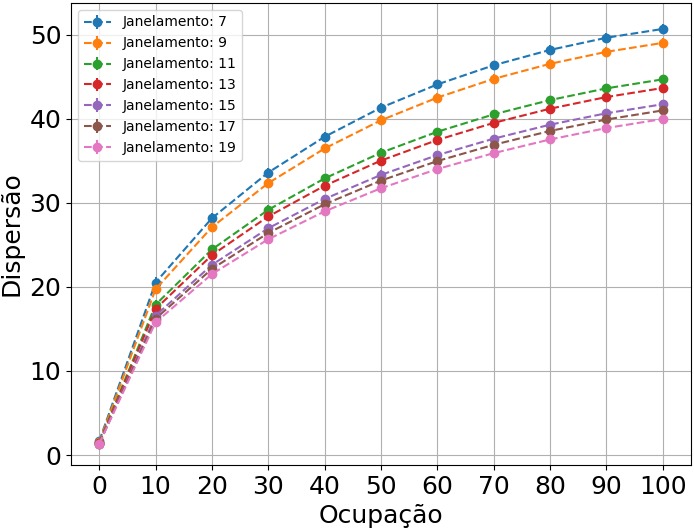 Janelamento: 7
Janelamento: 9
Janelamento: 11
Janelamento: 13
Janelamento: 15
Janelamento: 17
Janelamento: 19
Dispersão
50
40
30
20
10
0
0 10 20 30 40 50 60 70 80 90 100
Ocupação